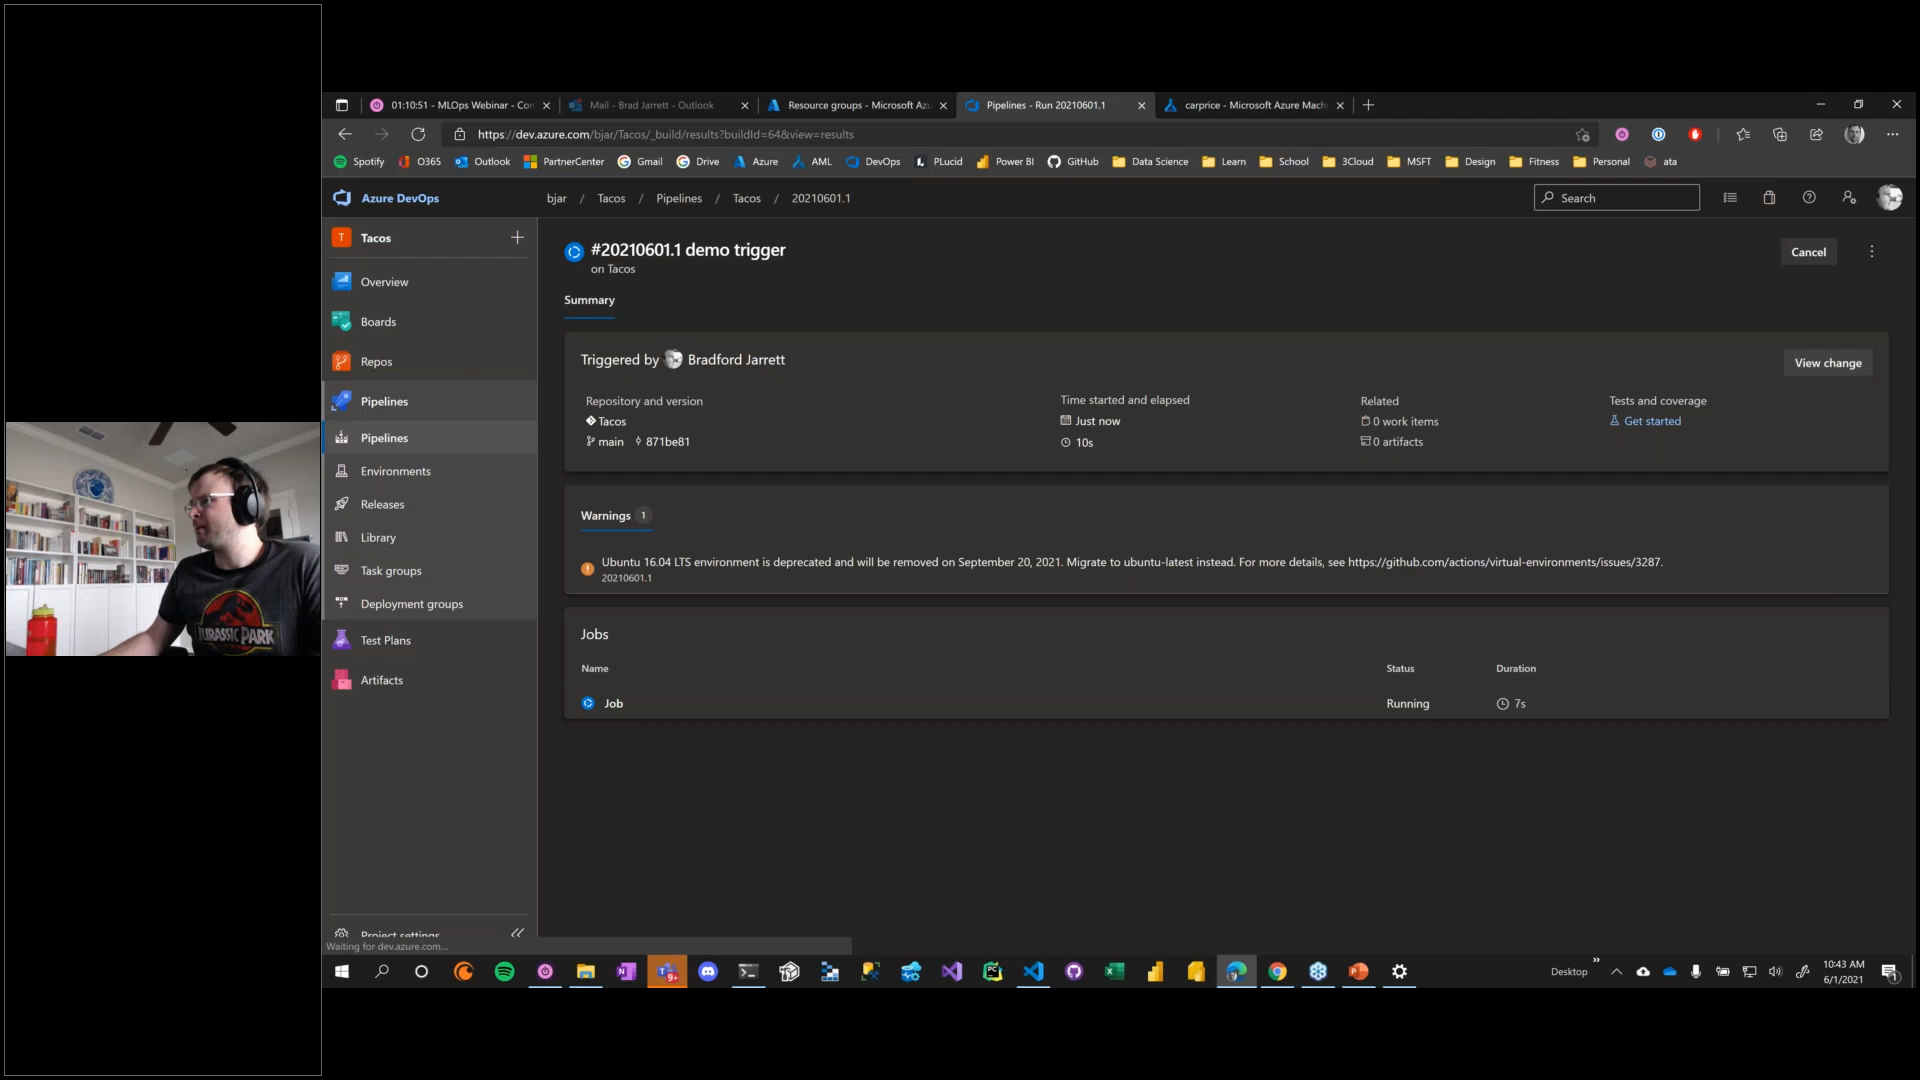 01:10:51 - MLOps Webinar - Con
Mail - Brad Jarrett - Outlook
Resource groups - Microsoft Azu
Pipelines - Run 20210601.1
carprice - Microsoft Azure Mach
https://dev.azure.com/bjar/Tacos/_build/results?buildId=64&view=results
Spotify O365 Outlook PartnerCenter Gmail Drive Azure AML DevOps PLucid Power BI GitHub Data Science Learn School 3Cloud MSFT Design Fitness Personal ata
Azure DevOps
bjar / Tacos / Pipelines / Tacos / 20210601.1
Search
T Tacos
Overview
Boards
Repos
Pipelines
Pipelines
Environments
Releases
Library
Task groups
Deployment groups
Test Plans
Artifacts
Project settings
Waiting for dev.azure.com...
#20210601.1 demo trigger
on Tacos
Cancel
Summary
Triggered by Bradford Jarrett
View change
Repository and version
Tacos
main 871be81
Time started and elapsed
Just now
10s
Related
0 work items
0 artifacts
Tests and coverage
Get started
Warnings 1
Ubuntu 16.04 LTS environment is deprecated and will be removed on September 20, 2021. Migrate to ubuntu-latest instead. For more details, see https://github.com/actions/virtual-environments/issues/3287.
20210601.1
Jobs
Name Status Duration
Job Running 7s
JURASSIC PARK
Desktop
10:43 AM
6/1/2021